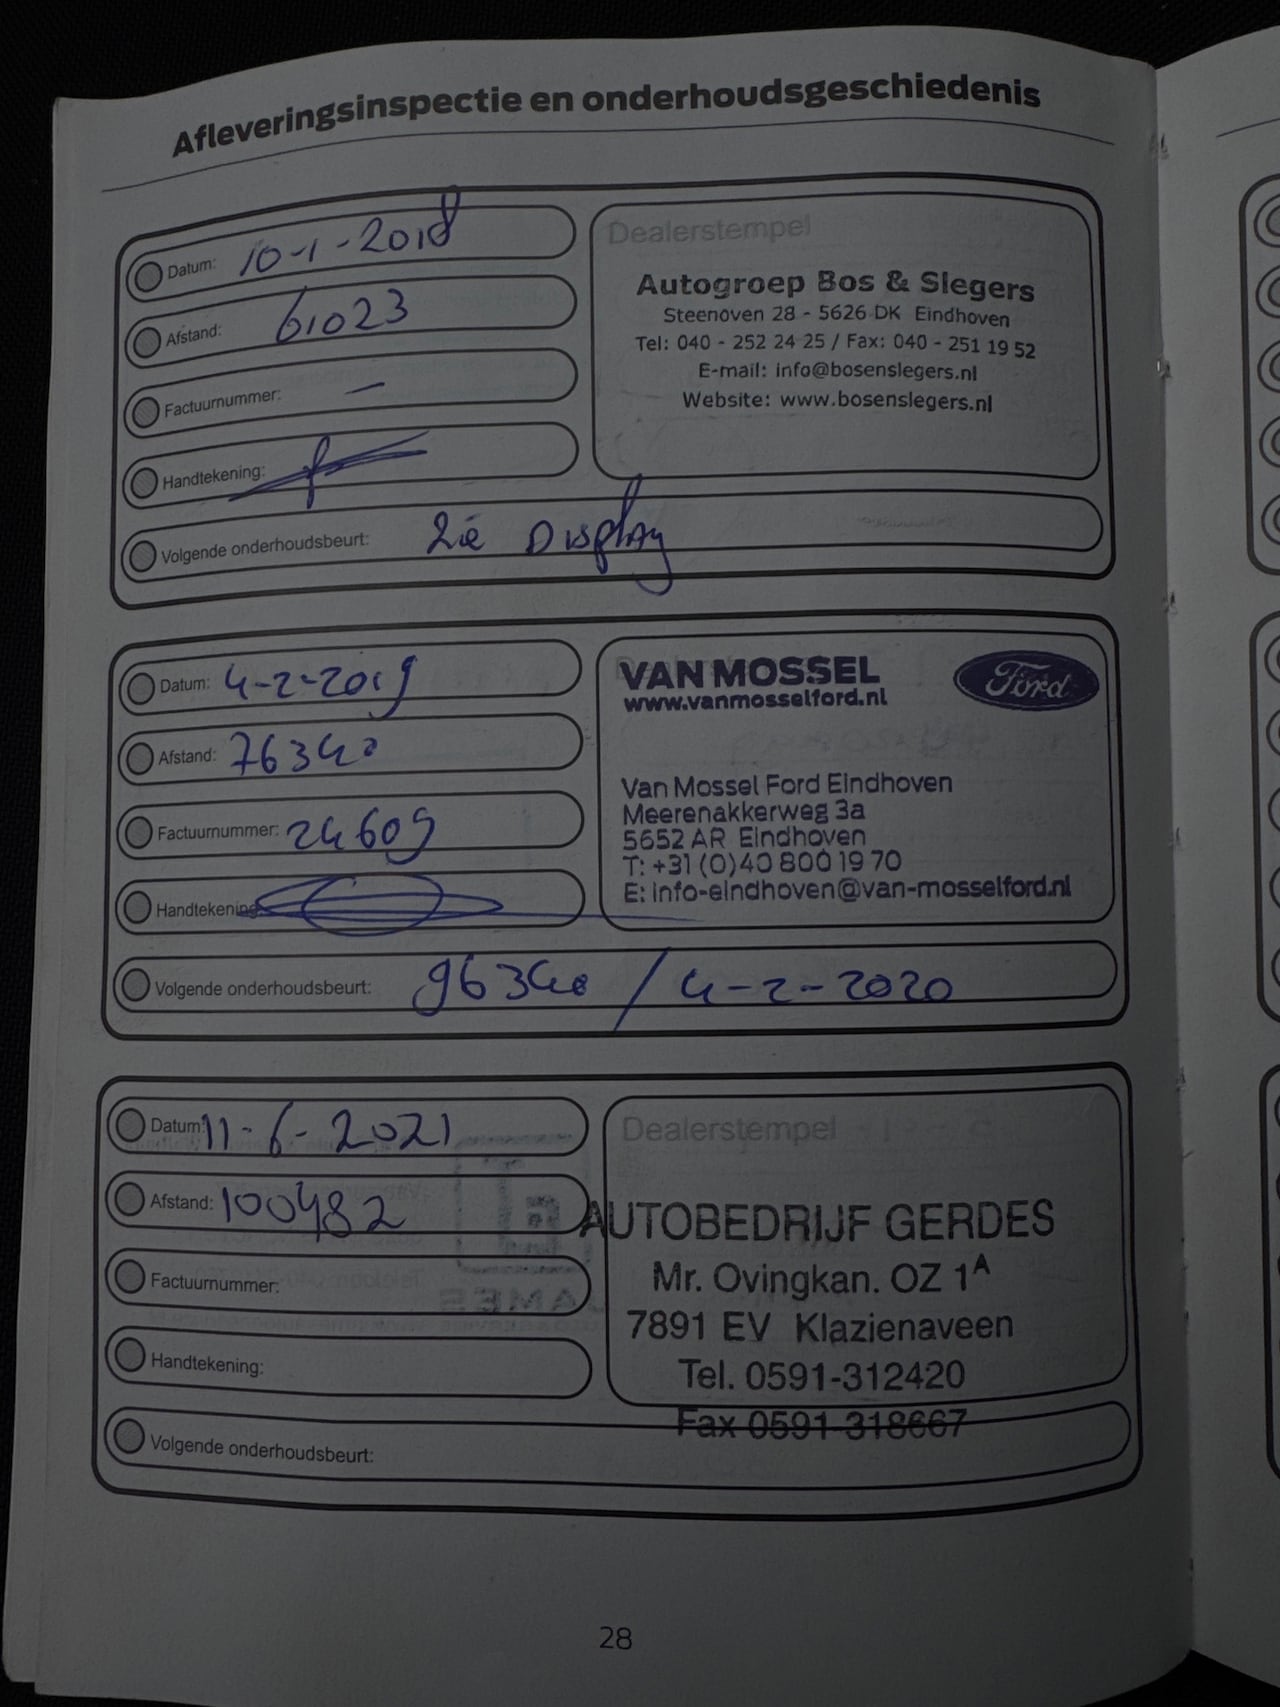 Afleveringsinspectie en onderhoudsgeschiedenis
Datum: 10-1-2018
Afstand: 61023
Factuurnummer: —
Handtekening:
Dealerstempel
Autogroep Bos & Slegers
Steenoven 28 - 5626 DK Eindhoven
Tel: 040 - 252 24 25 / Fax: 040 - 251 19 52
E-mail: info@bosenslegers.nl
Website: www.bosenslegers.nl
Volgende onderhoudsbeurt: Zie Display
Datum: 4-2-2019
Afstand: 76340
Factuurnummer: 24609
Handtekening:
VAN MOSSEL
www.vanmosselford.nl
Ford
Van Mossel Ford Eindhoven
Meerenakkerweg 3a
5652 AR Eindhoven
T: +31 (0)40 800 19 70
E: info-eindhoven@van-mosselford.nl
Volgende onderhoudsbeurt: 96340 / 4-2-2020
Datum: 11-6-2021
Afstand: 100482
Factuurnummer:
Handtekening:
Dealerstempel
AUTOBEDRIJF GERDES
Mr. Ovingkan. OZ 1A
7891 EV Klazienaveen
Tel. 0591-312420
Fax 0591-318667
Volgende onderhoudsbeurt:
28